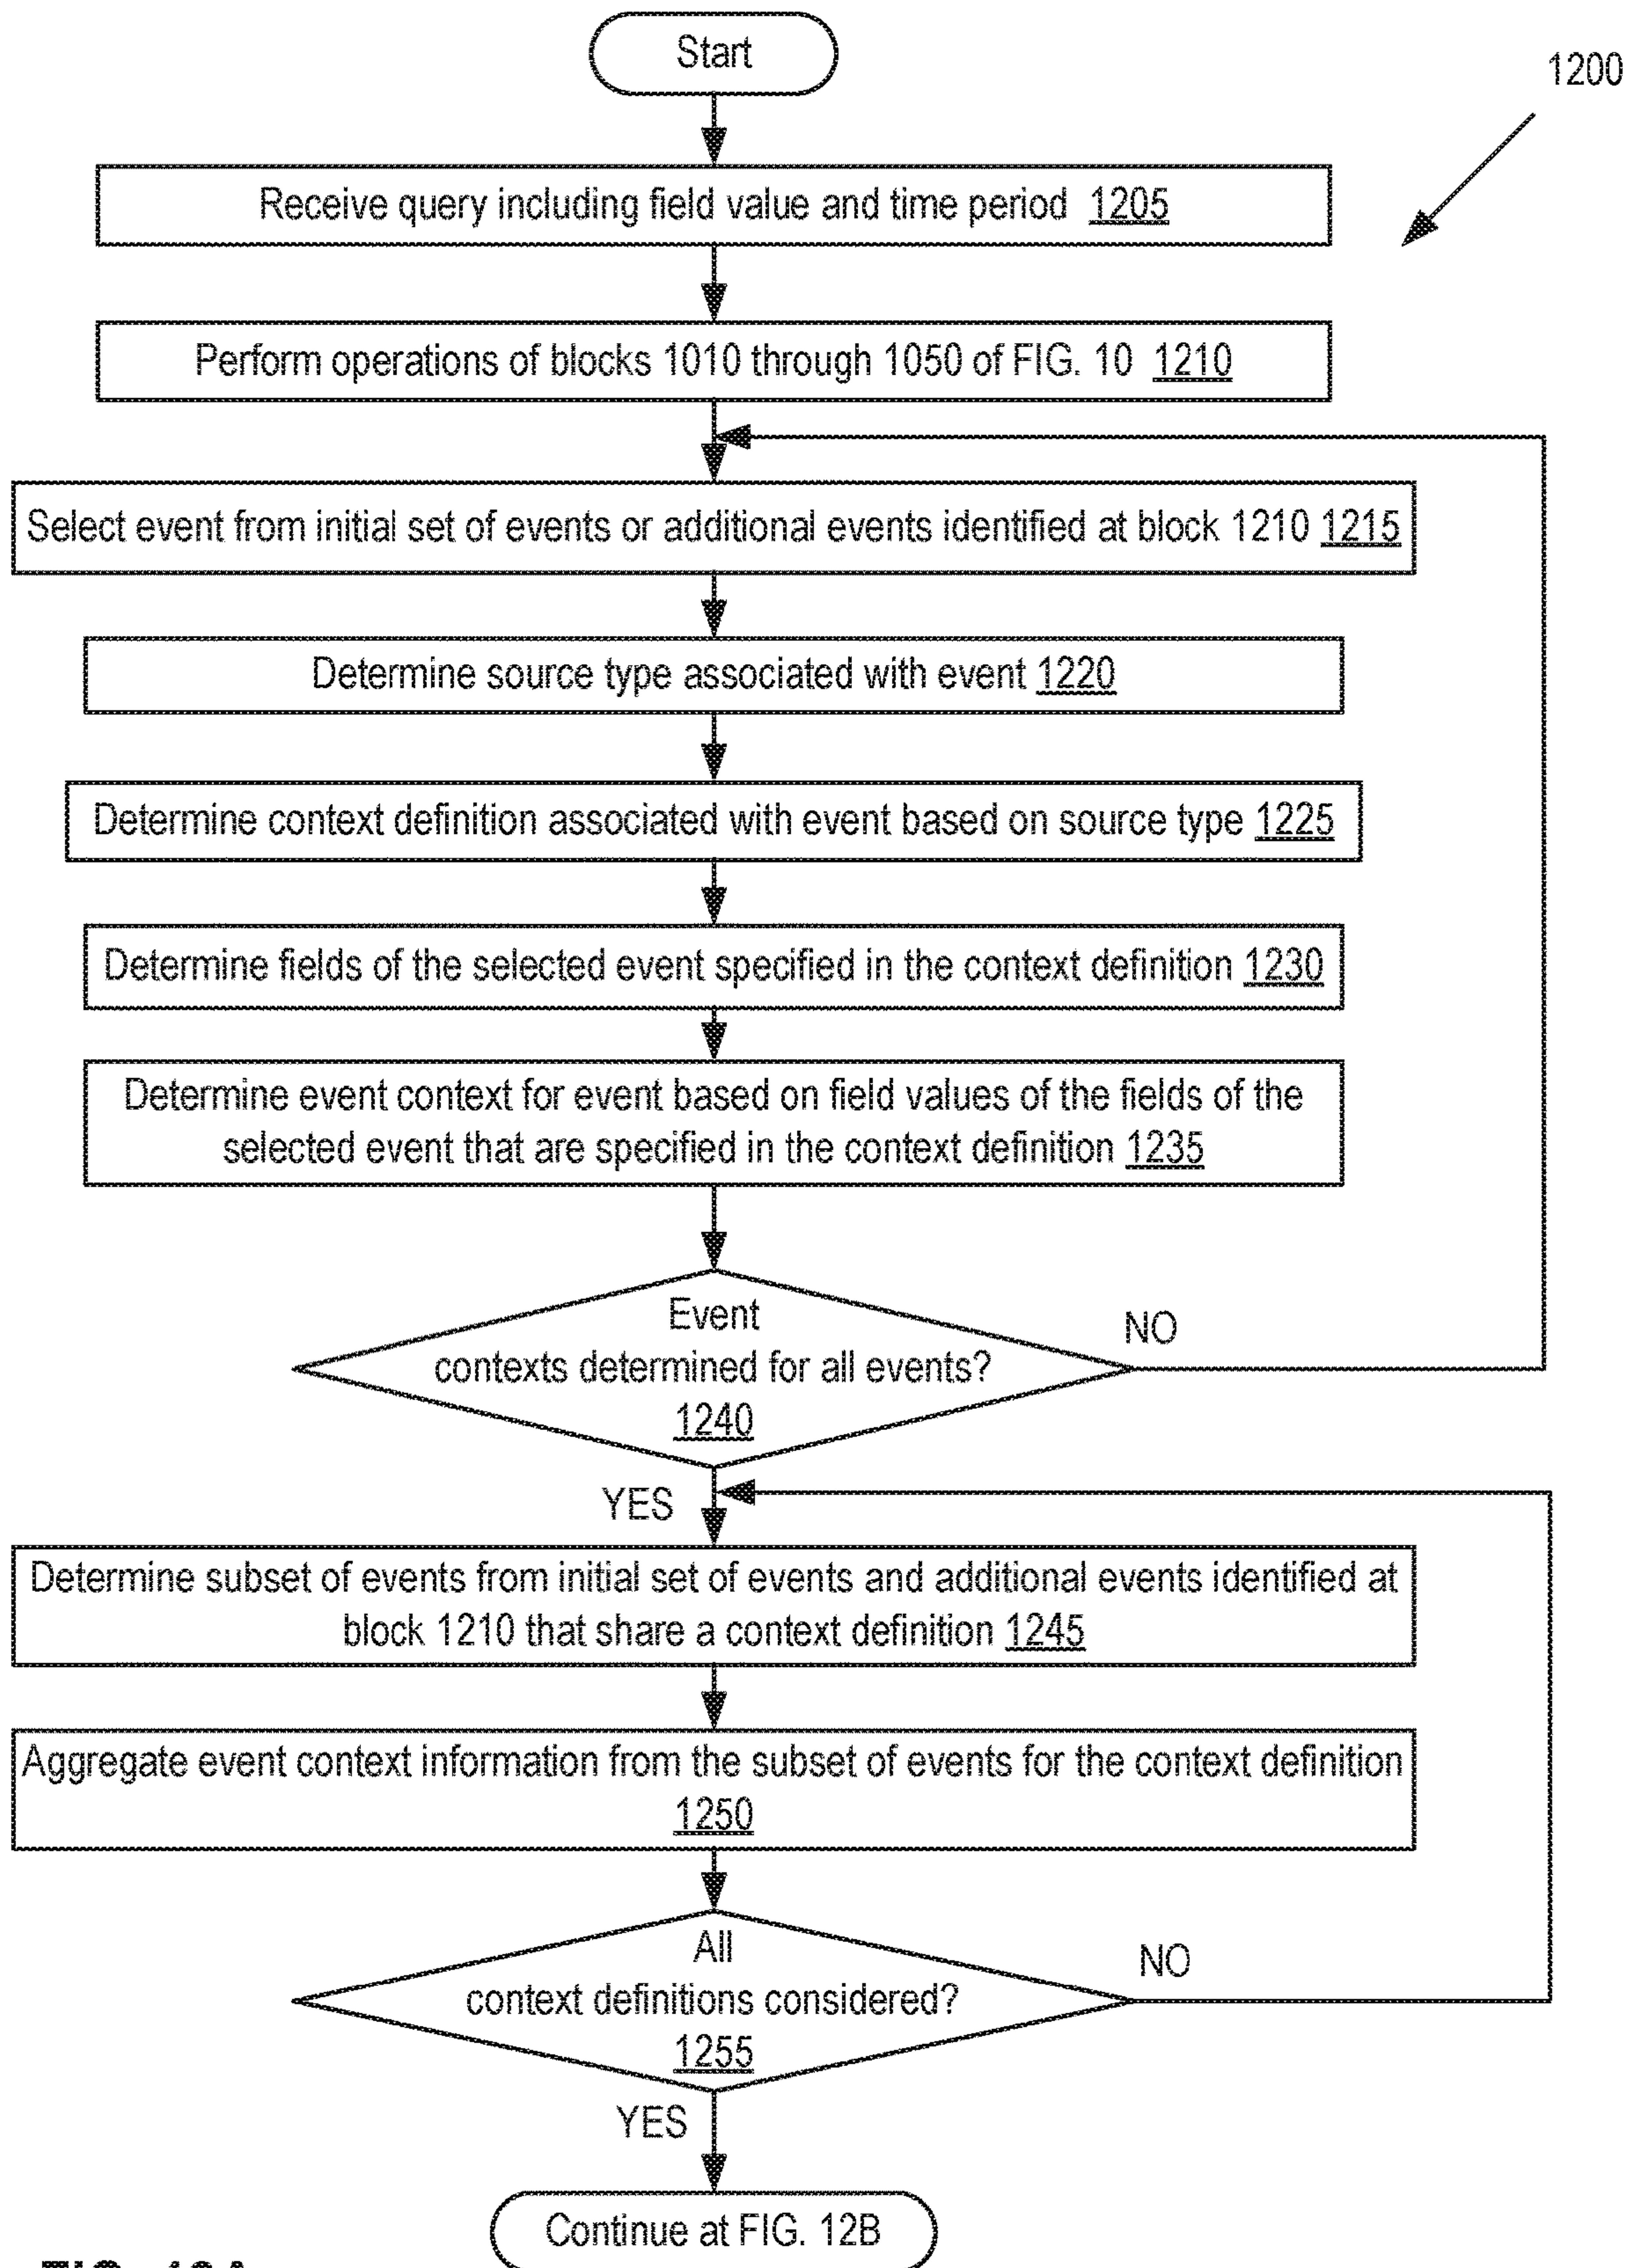 Start
1200
Receive query including field value and time period 1205
Perform operations of blocks 1010 through 1050 of FIG. 10 1210
Select event from initial set of events or additional events identified at block 1210 1215
Determine source type associated with event 1220
Determine context definition associated with event based on source type 1225
Determine fields of the selected event specified in the context definition 1230
Determine event context for event based on field values of the fields of the
selected event that are specified in the context definition 1235
Event
contexts determined for all events?
1240
NO
YES
Determine subset of events from initial set of events and additional events identified at
block 1210 that share a context definition 1245
Aggregate event context information from the subset of events for the context definition
1250
All
context definitions considered?
1255
NO
YES
Continue at FIG. 12B